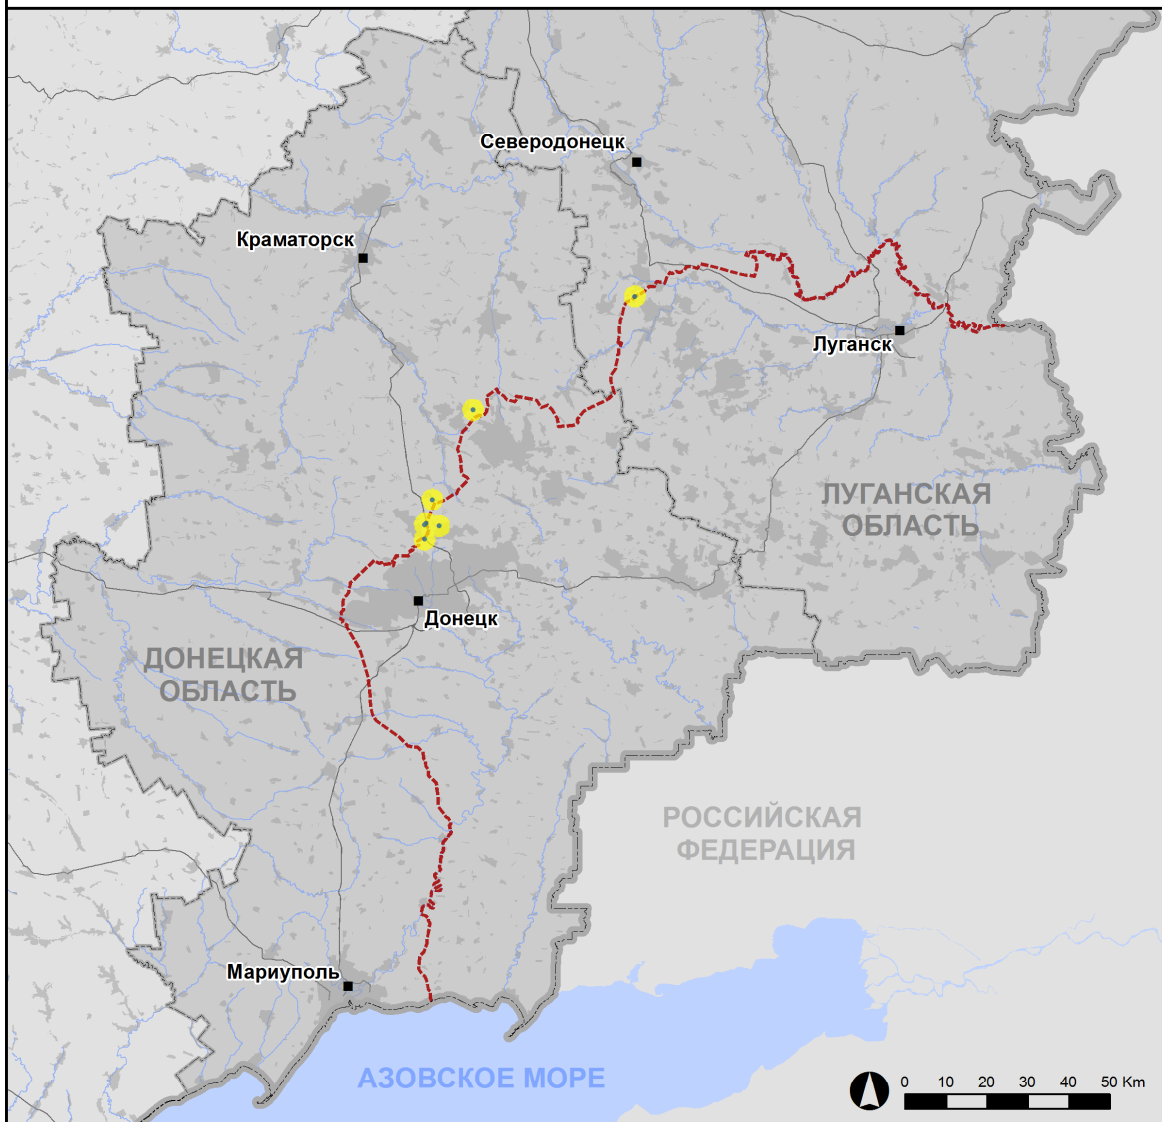 Северодонецк
Краматорск
Луганск
ЛУГАНСКАЯ
ОБЛАСТЬ
Донецк
ДОНЕЦКАЯ
ОБЛАСТЬ
РОССИЙСКАЯ
ФЕДЕРАЦИЯ
Мариуполь
АЗОВСКОЕ МОРЕ
0 10 20 30 40 50 Km